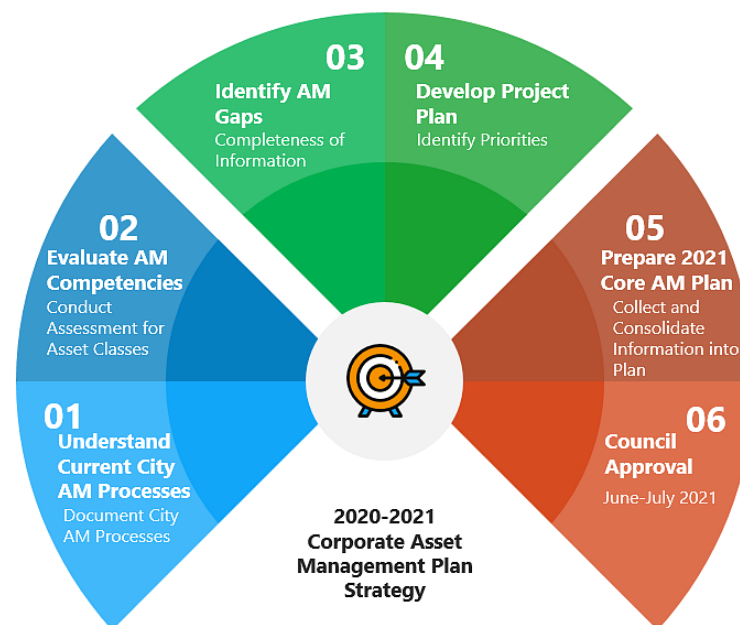 01
Understand
Current City
AM Processes
Document City
AM Processes
02
Evaluate AM
Competencies
Conduct
Assessment for
Asset Classes
03
Identify AM
Gaps
Completeness of
Information
04
Develop Project
Plan
Identify Priorities
05
Prepare 2021
Core AM Plan
Collect and
Consolidate
Information into
Plan
06
Council
Approval
June-July 2021
2020-2021
Corporate Asset
Management Plan
Strategy